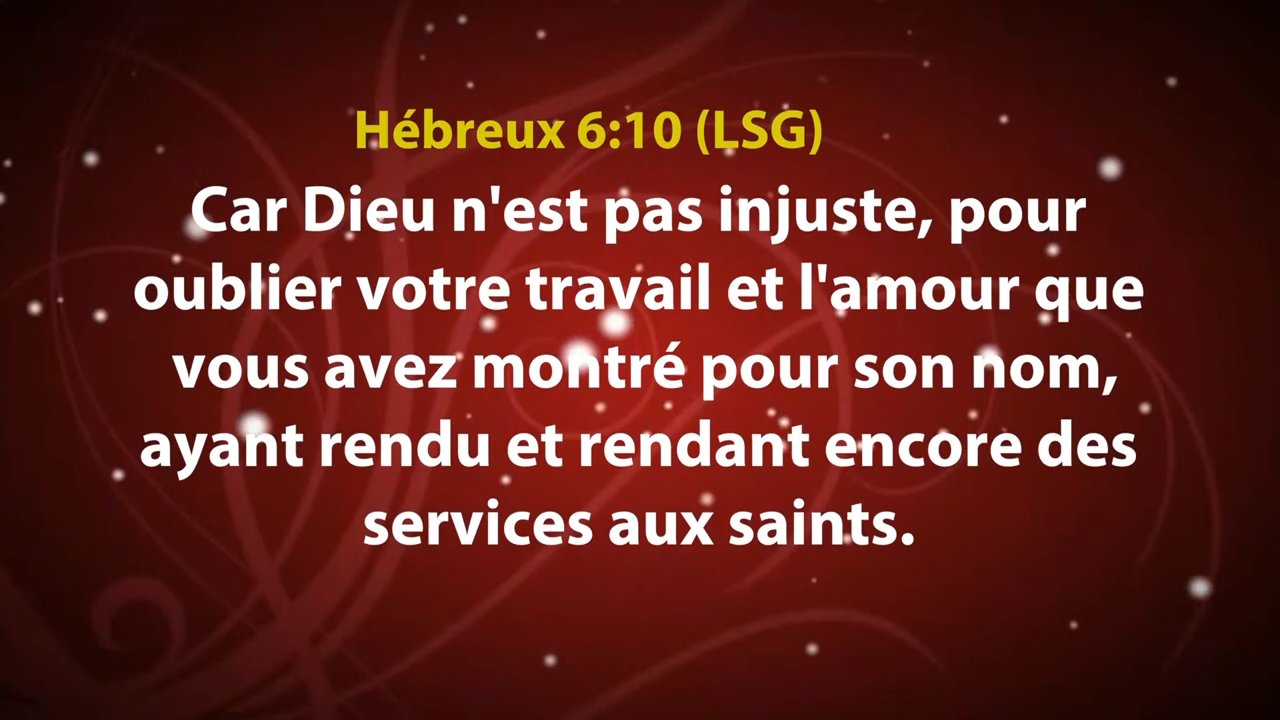 Hébreux 6:10 (LSG)
Car Dieu n'est pas injuste, pour
oublier votre travail et l'amour que
vous avez montré pour son nom,
ayant rendu et rendant encore des
services aux saints.